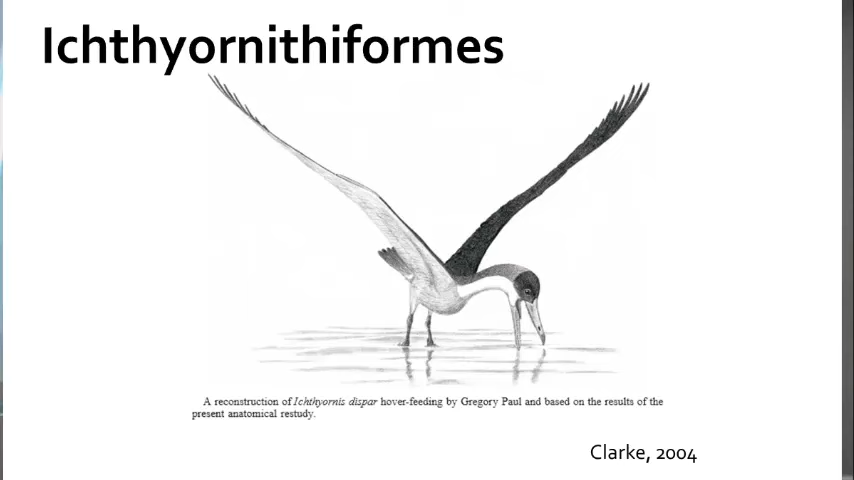 Ichthyornithiformes
A reconstruction of Ichthyornis dispar hover-feeding by Gregory Paul and based on the results of the
present anatomical restudy.
Clarke, 2004